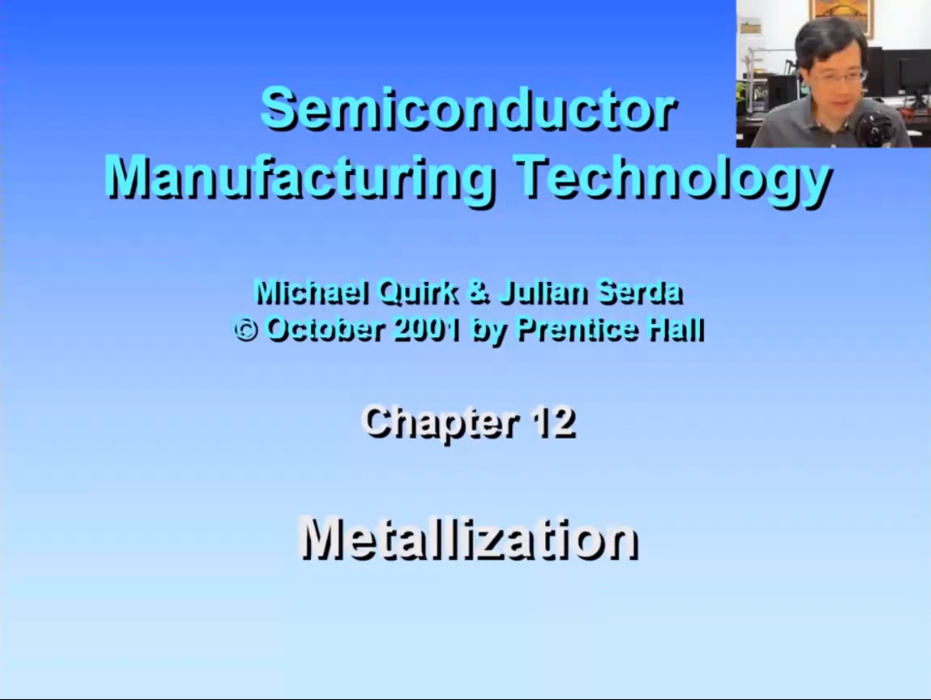 Semiconductor
Manufacturing Technology
Michael Quirk & Julian Serda
© October 2001 by Prentice Hall
Chapter 12
Metallization